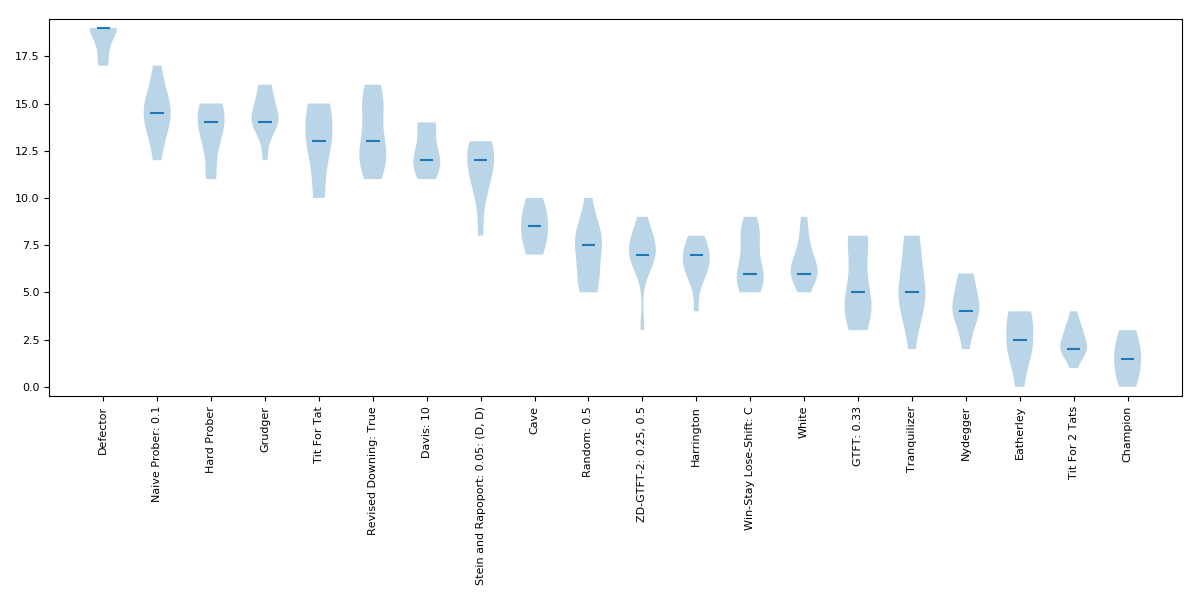 17.5
15.0
12.5
10.0
7.5
5.0
2.5
0.0
Defector
Naive Prober: 0.1
Hard Prober
Grudger
Tit For Tat
Revised Downing: True
Davis: 10
Stein and Rapoport: 0.05: (D, D)
Cave
Random: 0.5
ZD-GTFT-2: 0.25, 0.5
Harrington
Win-Stay Lose-Shift: C
White
GTFT: 0.33
Tranquilizer
Nydegger
Eatherley
Tit For 2 Tats
Champion